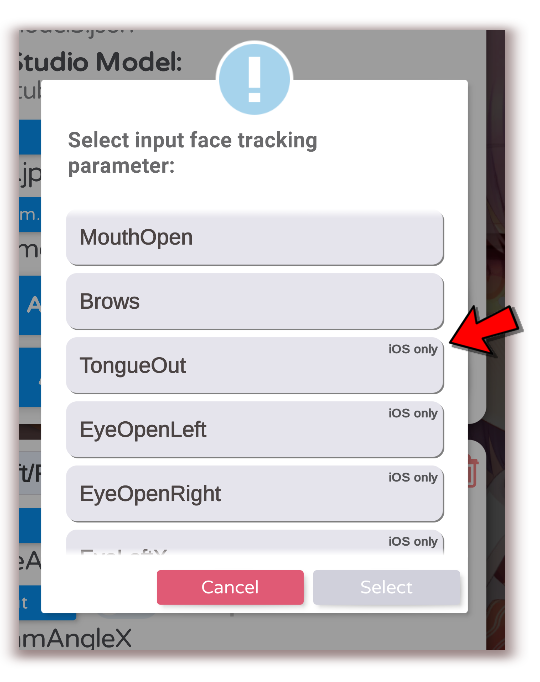 Studio Model:
Select input face tracking
parameter:
MouthOpen
Brows
iOS only
TongueOut
iOS only
EyeOpenLeft
iOS only
EyeOpenRight
iOS only
EyeLeftX
Cancel
Select
mAngleX